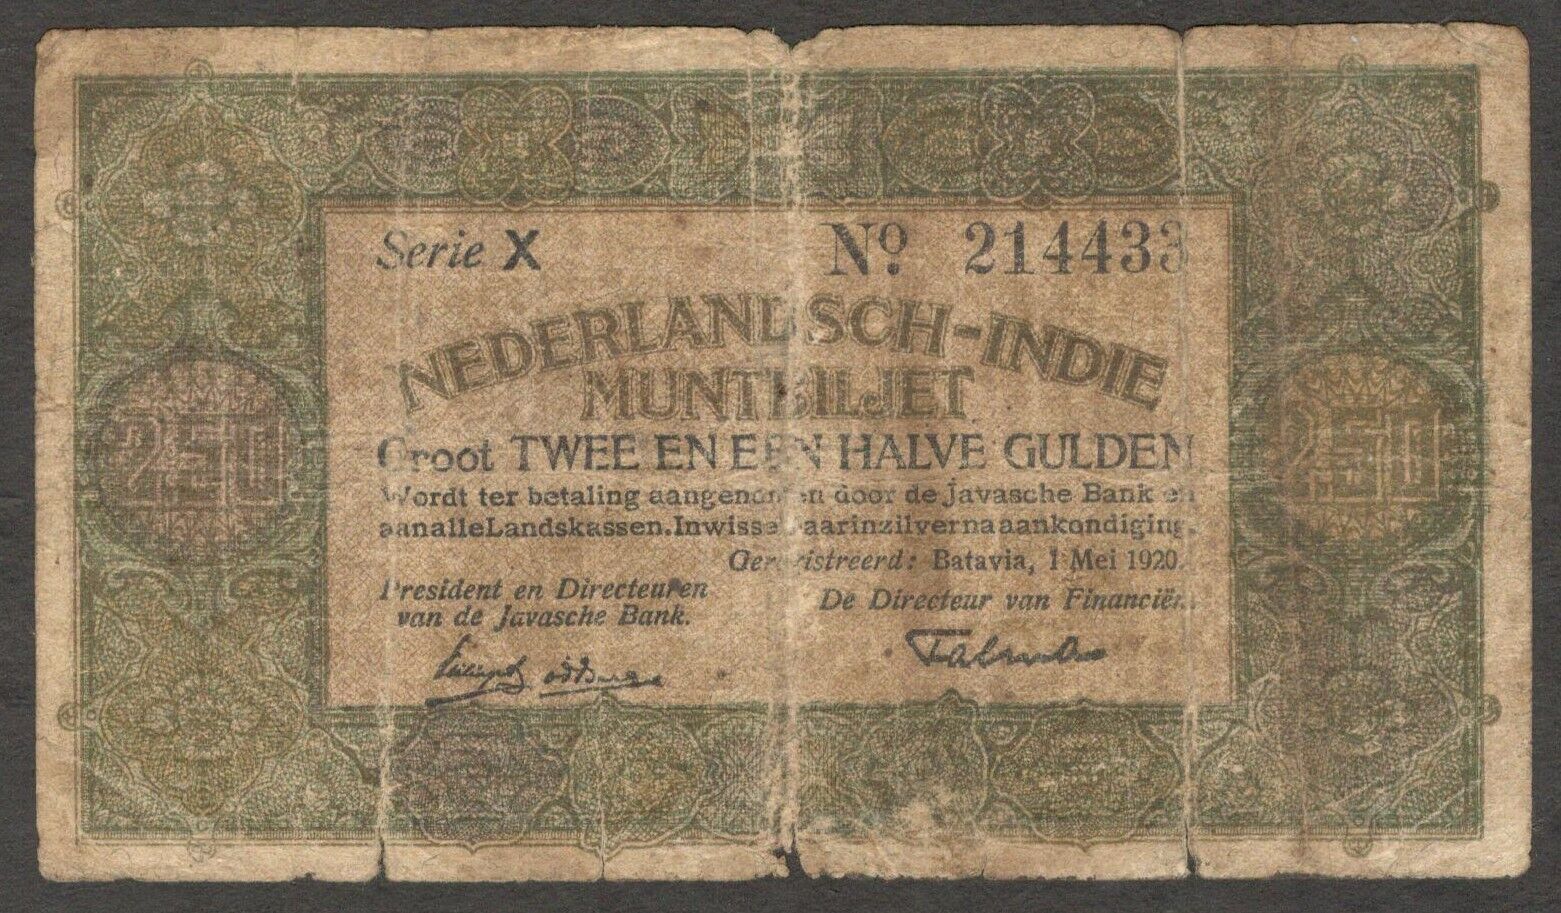 Serie X
Nº. 214433
NEDERLANDSCH-INDIE
MUNTBILJET
Groot TWEE EN EEN HALVE GULDEN
Wordt ter betaling aangenomen door de Javasche Bank en
aan alle Landskassen. Inwisselbaar in zilver na aankondiging.
Geregistreerd: Batavia, 1 Mei 1920.
President en Directeuren
van de Javasche Bank.
De Directeur van Financiën.
2½
2½